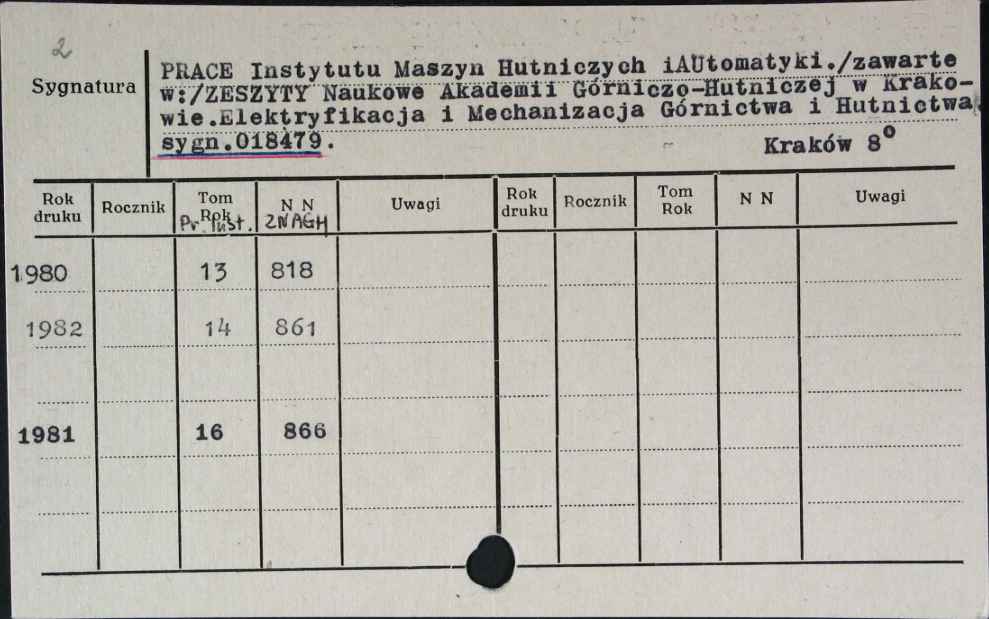 2
Sygnatura
PRACE Instytutu Maszyn Hutniczych iAUtomatyki./zawarte
w:/ZESZYTY Naukowe Akademii Górniczo-Hutniczej w Krako-
wie.Elektryfikacja i Mechanizacja Górnictwa i Hutnictwa
sygn.018479. Kraków 8°
Rok druku Rocznik Tom Rok N N Uwagi Rok druku Rocznik Tom Rok N N Uwagi
Pr. Inst. ZNAGH
1980 13 818
1982 14 861
1981 16 866